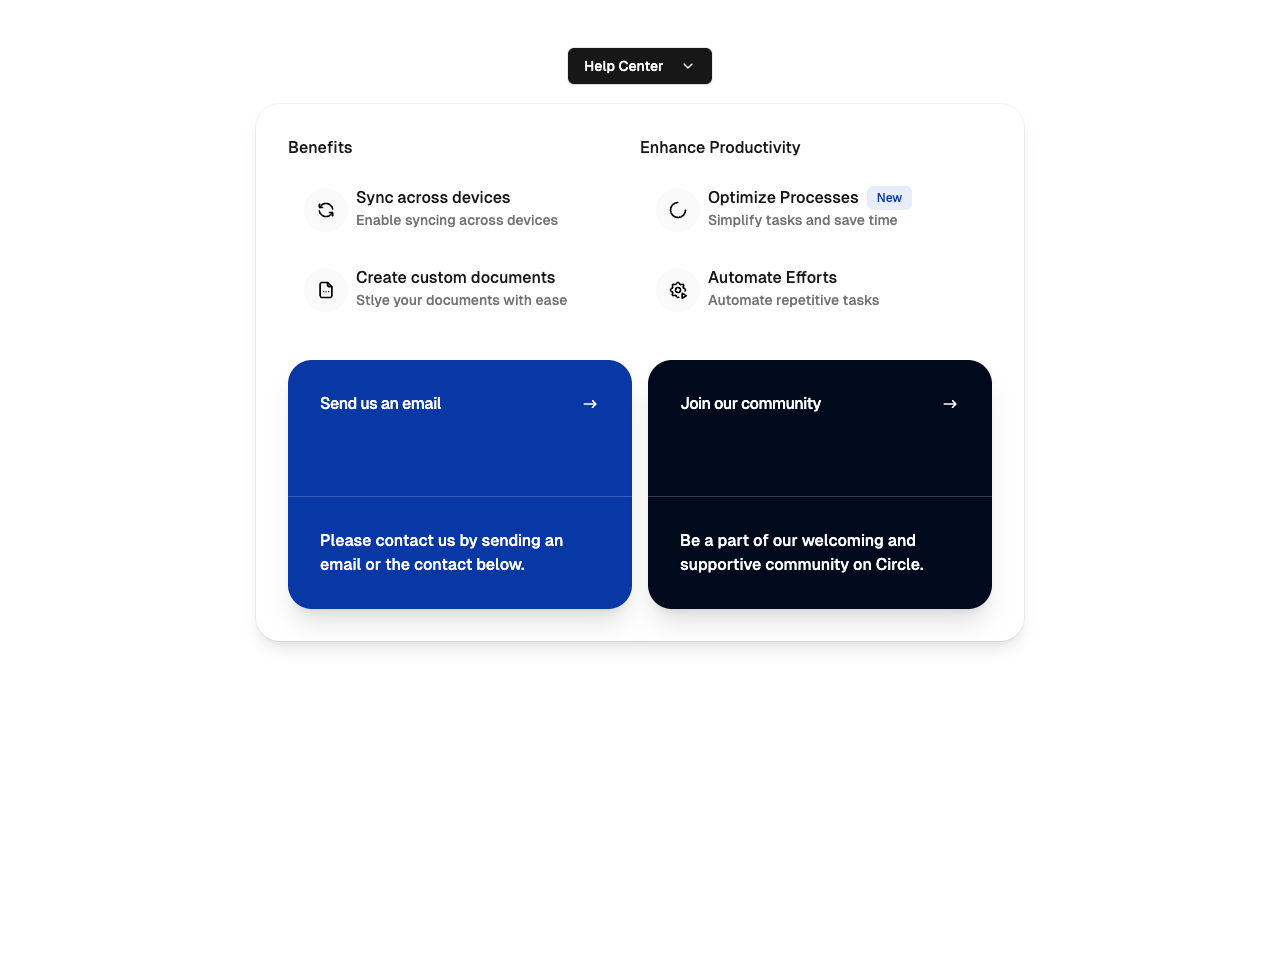 Help Center
Benefits
Sync across devices
Enable syncing across devices
Create custom documents
Stlye your documents with ease
Enhance Productivity
Optimize Processes New
Simplify tasks and save time
Automate Efforts
Automate repetitive tasks
Send us an email
Please contact us by sending an
email or the contact below.
Join our community
Be a part of our welcoming and
supportive community on Circle.